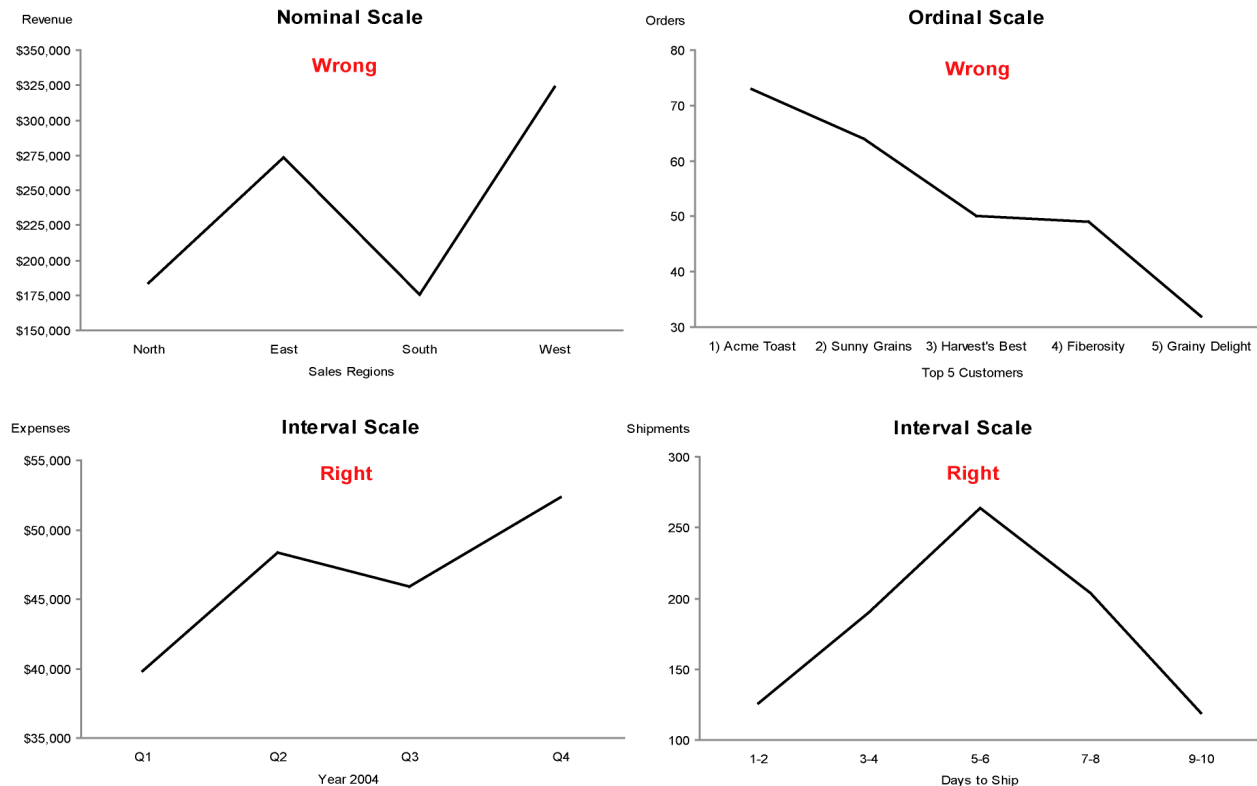 Revenue
Nominal Scale
Wrong
$350,000
$325,000
$300,000
$275,000
$250,000
$225,000
$200,000
$175,000
$150,000
North East South West
Sales Regions
Orders
Ordinal Scale
Wrong
80
70
60
50
40
30
1) Acme Toast 2) Sunny Grains 3) Harvest's Best 4) Fiberosity 5) Grainy Delight
Top 5 Customers
Expenses
Interval Scale
Right
$55,000
$50,000
$45,000
$40,000
$35,000
Q1 Q2 Q3 Q4
Year 2004
Shipments
Interval Scale
Right
300
250
200
150
100
1-2 3-4 5-6 7-8 9-10
Days to Ship